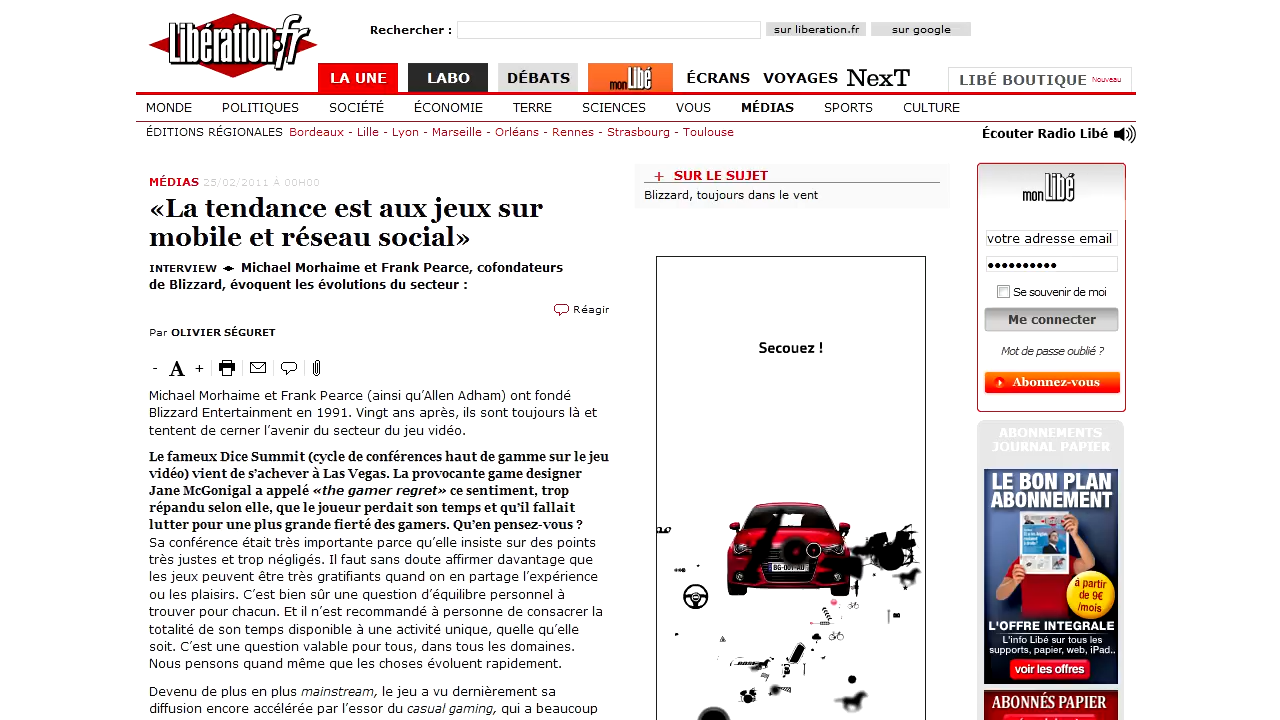 Libération.fr
Rechercher : sur liberation.fr sur google
LA UNE LABO DÉBATS mon Libé ÉCRANS VOYAGES NexT LIBÉ BOUTIQUE Nouveau
MONDE POLITIQUES SOCIÉTÉ ÉCONOMIE TERRE SCIENCES VOUS MÉDIAS SPORTS CULTURE
ÉDITIONS RÉGIONALES Bordeaux - Lille - Lyon - Marseille - Orléans - Rennes - Strasbourg - Toulouse
Écouter Radio Libé
MÉDIAS 25/02/2011 À 00H00
«La tendance est aux jeux sur
mobile et réseau social»
INTERVIEW Michael Morhaime et Frank Pearce, cofondateurs
de Blizzard, évoquent les évolutions du secteur :
Réagir
Par OLIVIER SÉGURET
- A +
Michael Morhaime et Frank Pearce (ainsi qu’Allen Adham) ont fondé
Blizzard Entertainment en 1991. Vingt ans après, ils sont toujours là et
tentent de cerner l’avenir du secteur du jeu vidéo.
Le fameux Dice Summit (cycle de conférences haut de gamme sur le jeu
vidéo) vient de s’achever à Las Vegas. La provocante game designer
Jane McGonigal a appelé «the gamer regret» ce sentiment, trop
répandu selon elle, que le joueur perdait son temps et qu’il fallait
lutter pour une plus grande fierté des gamers. Qu’en pensez-vous ?
Sa conférence était très importante parce qu’elle insiste sur des points
très justes et trop négligés. Il faut sans doute affirmer davantage que
les jeux peuvent être très gratifiants quand on en partage l’expérience
ou les plaisirs. C’est bien sûr une question d’équilibre personnel à
trouver pour chacun. Et il n’est recommandé à personne de consacrer la
totalité de son temps disponible à une activité unique, quelle qu’elle
soit. C’est une question valable pour tous, dans tous les domaines.
Nous pensons quand même que les choses évoluent rapidement.
Devenu de plus en plus mainstream, le jeu a vu dernièrement sa
diffusion encore accélérée par l’essor du casual gaming, qui a beaucoup
+ SUR LE SUJET
Blizzard, toujours dans le vent
Secouez !
BG-001-AD
mon Libé
votre adresse email
Se souvenir de moi
Me connecter
Mot de passe oublié ?
Abonnez-vous
ABONNEMENTS
JOURNAL PAPIER
LE BON PLAN
ABONNEMENT
à partir
de 9€
/mois
L'OFFRE INTEGRALE
L'info Libé sur tous les
supports, papier, web, iPad..
voir les offres
ABONNÉS PAPIER